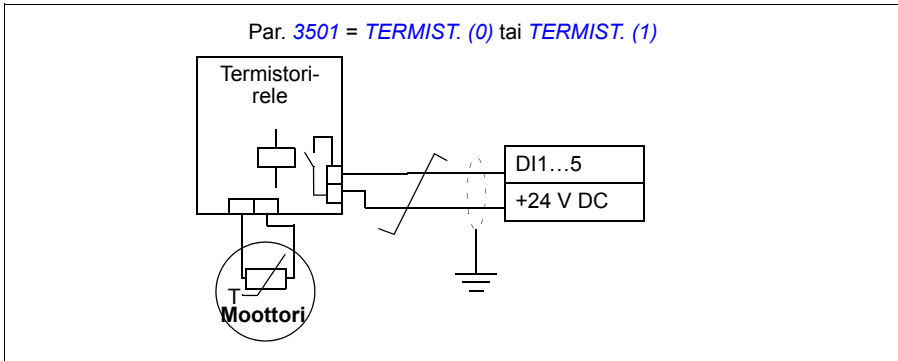 Par. 3501 = TERMIST. (0) tai TERMIST. (1)
Termistori-
rele
DI1...5
+24 V DC
T
Moottori